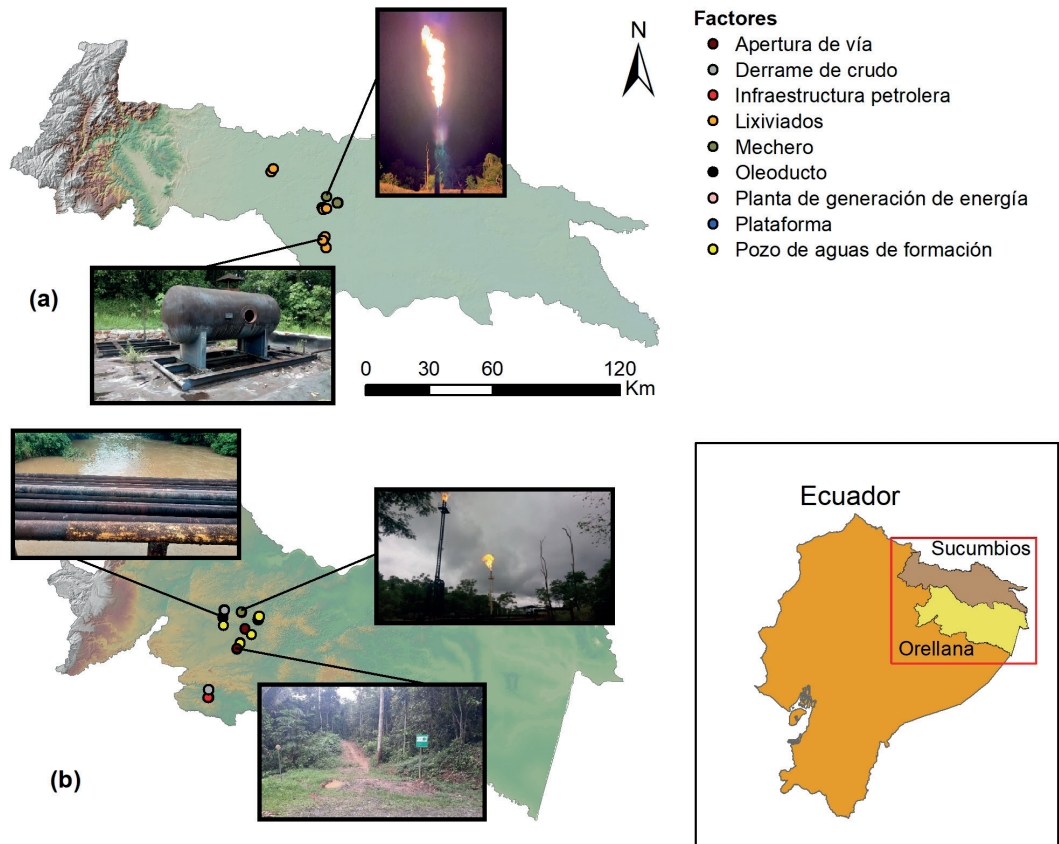 N
Factores
Apertura de vía
Derrame de crudo
Infraestructura petrolera
Lixiviados
Mechero
Oleoducto
Planta de generación de energía
Plataforma
Pozo de aguas de formación
(a)
0 30 60 120
Km
Ecuador
Sucumbios
Orellana
(b)